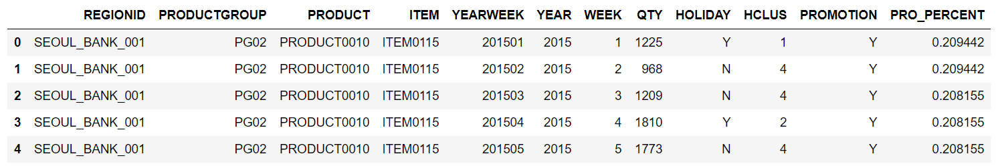 REGIONID PRODUCTGROUP PRODUCT ITEM YEARWEEK YEAR WEEK QTY HOLIDAY HCLUS PROMOTION PRO_PERCENT
0 SEOUL_BANK_001 PG02 PRODUCT0010 ITEM0115 201501 2015 1 1225 Y 1 Y 0.209442
1 SEOUL_BANK_001 PG02 PRODUCT0010 ITEM0115 201502 2015 2 968 N 4 Y 0.209442
2 SEOUL_BANK_001 PG02 PRODUCT0010 ITEM0115 201503 2015 3 1209 N 4 Y 0.208155
3 SEOUL_BANK_001 PG02 PRODUCT0010 ITEM0115 201504 2015 4 1810 Y 2 Y 0.208155
4 SEOUL_BANK_001 PG02 PRODUCT0010 ITEM0115 201505 2015 5 1773 N 4 Y 0.208155